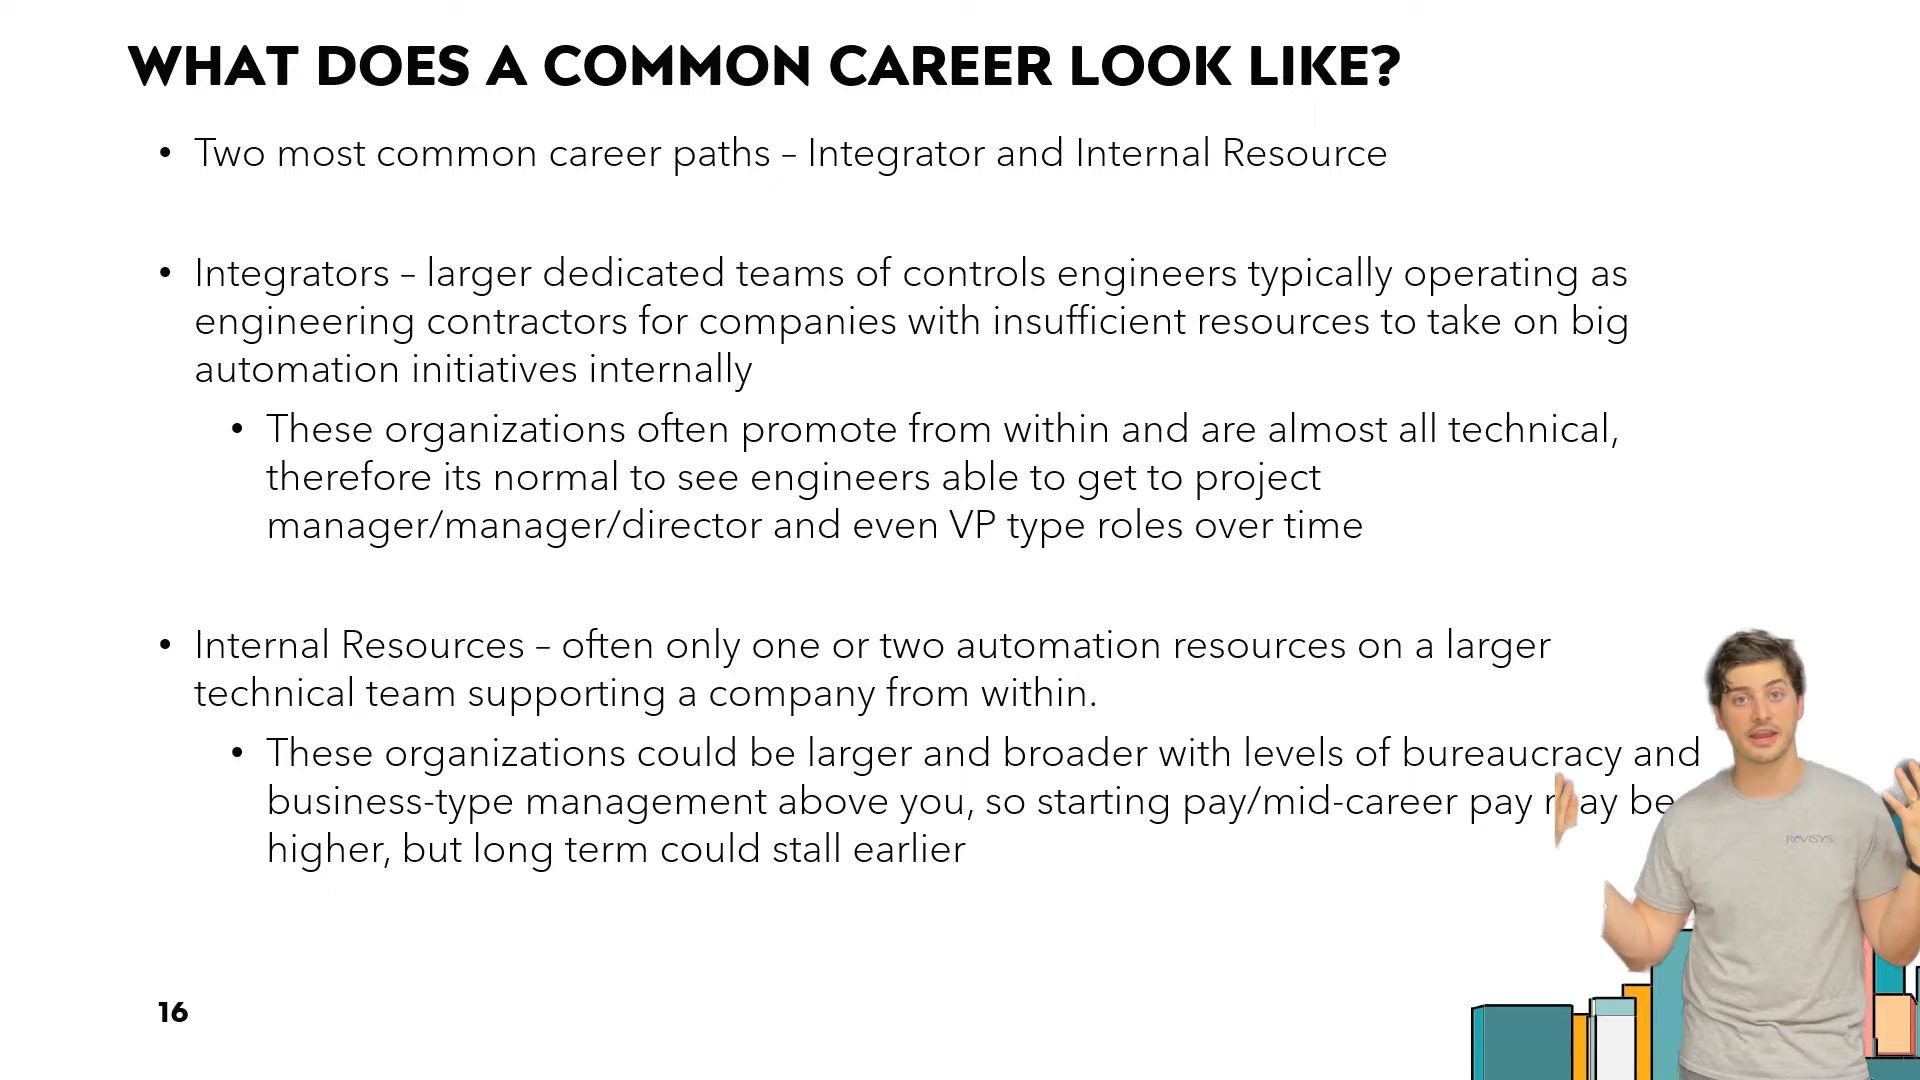 WHAT DOES A COMMON CAREER LOOK LIKE?
• Two most common career paths – Integrator and Internal Resource
• Integrators – larger dedicated teams of controls engineers typically operating as
engineering contractors for companies with insufficient resources to take on big
automation initiatives internally
• These organizations often promote from within and are almost all technical,
therefore its normal to see engineers able to get to project
manager/manager/director and even VP type roles over time
• Internal Resources – often only one or two automation resources on a larger
technical team supporting a company from within.
• These organizations could be larger and broader with levels of bureaucracy and
business-type management above you, so starting pay/mid-career pay may be
higher, but long term could stall earlier
16